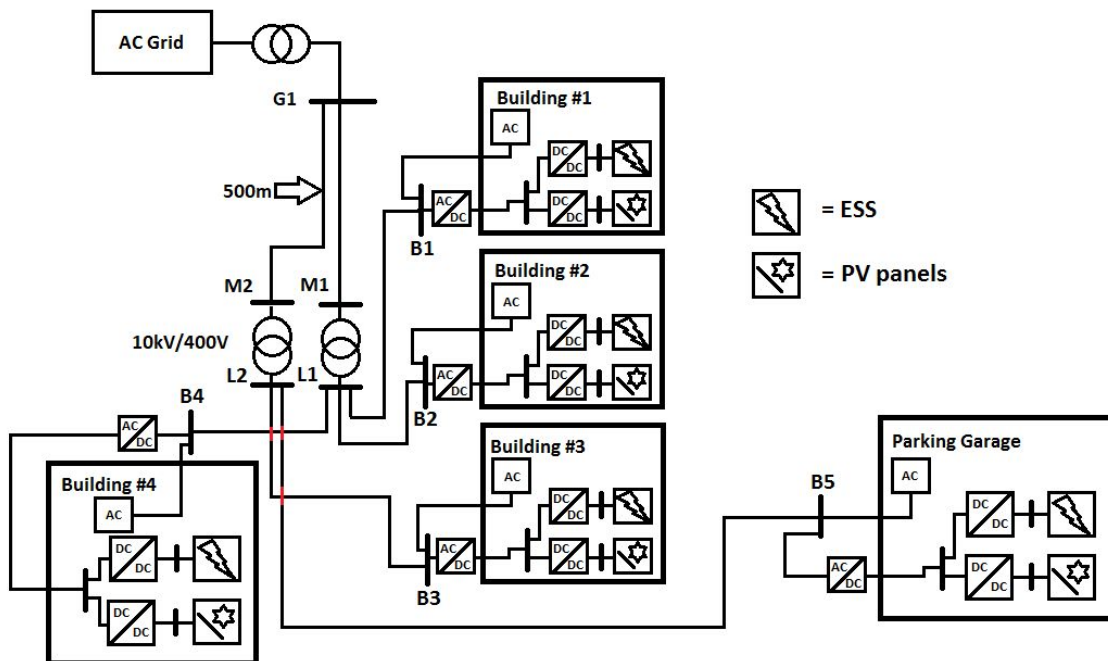 AC Grid
G1
500m
M2
M1
10kV/400V
L2
L1
B4
AC
DC
Building #4
AC
DC
DC
DC
DC
Building #1
AC
DC
DC
AC
DC
DC
DC
B1
Building #2
AC
DC
DC
AC
DC
DC
DC
B2
Building #3
AC
DC
DC
AC
DC
DC
DC
B3
= ESS
= PV panels
Parking Garage
B5
AC
DC
DC
AC
DC
DC
DC